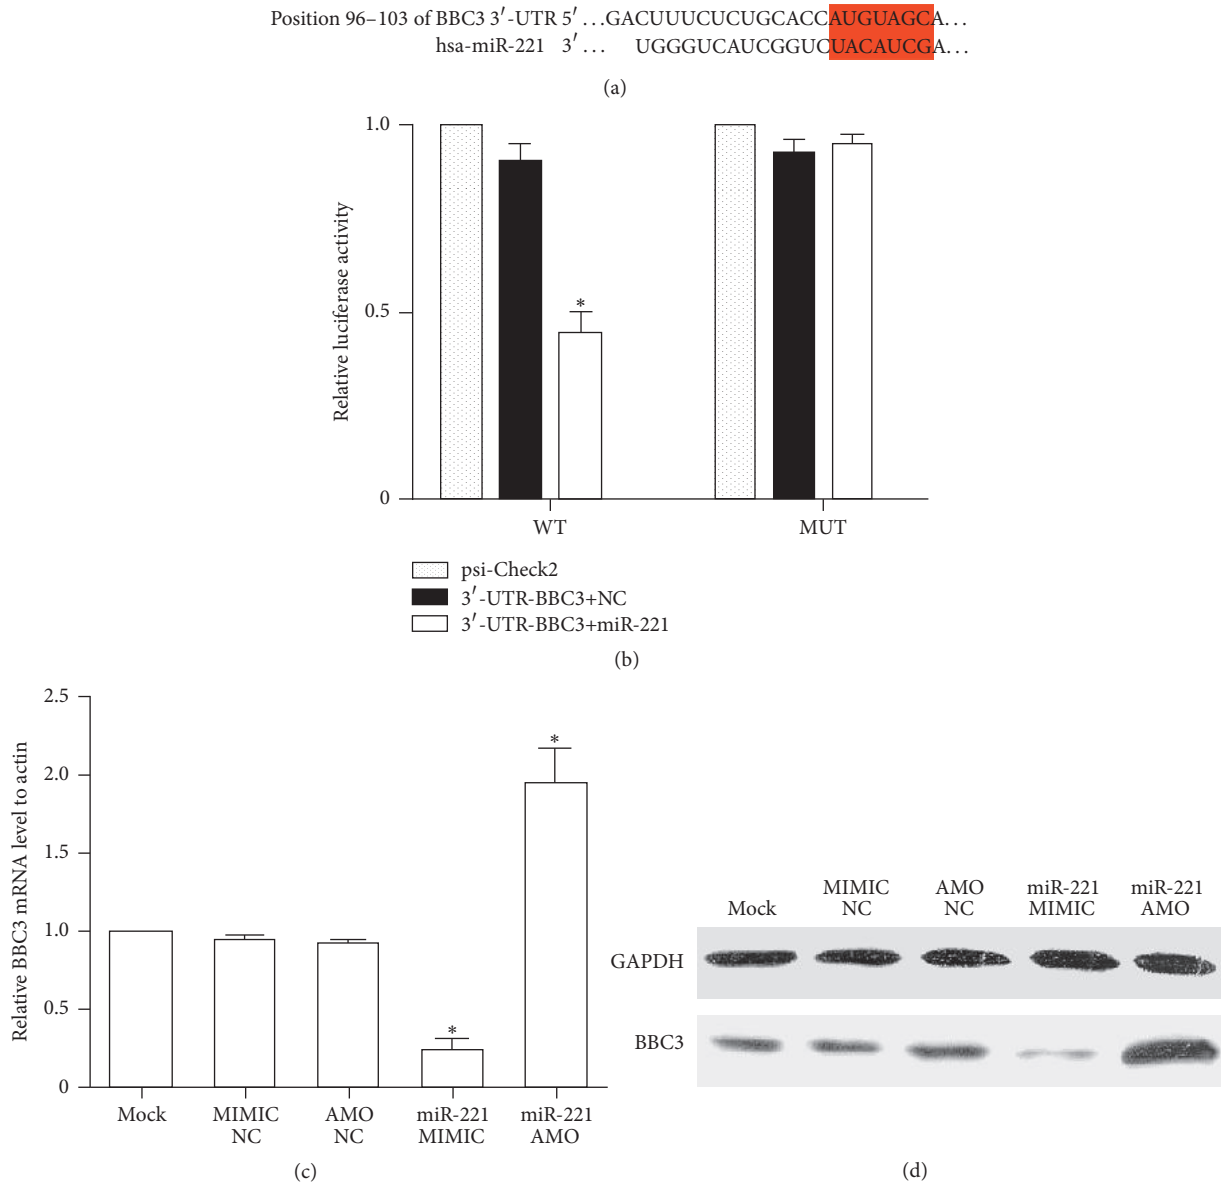 Position 96–103 of BBC3 3′-UTR 5′ ...GACUUUCUCUGCACCAUGUAGCA...
hsa-miR-221 3′ ... UGGGUCAUCGGUCUACAUCGA...
(a)
1.0
0.5
0
Relative luciferase activity
*
WT
MUT
psi-Check2
3′-UTR-BBC3+NC
3′-UTR-BBC3+miR-221
(b)
2.5
2.0
1.5
1.0
0.5
0
Relative BBC3 mRNA level to actin
*
*
Mock
MIMIC
NC
AMO
NC
miR-221
MIMIC
miR-221
AMO
(c)
Mock
MIMIC
NC
AMO
NC
miR-221
MIMIC
miR-221
AMO
GAPDH
BBC3
(d)